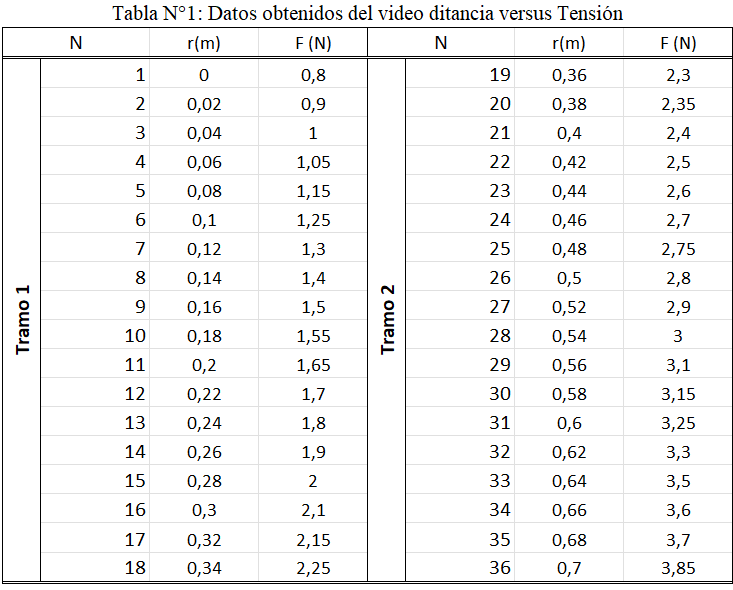 Tabla N°1: Datos obtenidos del video ditancia versus Tensión
N r(m) F (N) N r(m) F (N)
Tramo 1
Tramo 2
1 0 0,8 19 0,36 2,3
2 0,02 0,9 20 0,38 2,35
3 0,04 1 21 0,4 2,4
4 0,06 1,05 22 0,42 2,5
5 0,08 1,15 23 0,44 2,6
6 0,1 1,25 24 0,46 2,7
7 0,12 1,3 25 0,48 2,75
8 0,14 1,4 26 0,5 2,8
9 0,16 1,5 27 0,52 2,9
10 0,18 1,55 28 0,54 3
11 0,2 1,65 29 0,56 3,1
12 0,22 1,7 30 0,58 3,15
13 0,24 1,8 31 0,6 3,25
14 0,26 1,9 32 0,62 3,3
15 0,28 2 33 0,64 3,5
16 0,3 2,1 34 0,66 3,6
17 0,32 2,15 35 0,68 3,7
18 0,34 2,25 36 0,7 3,85